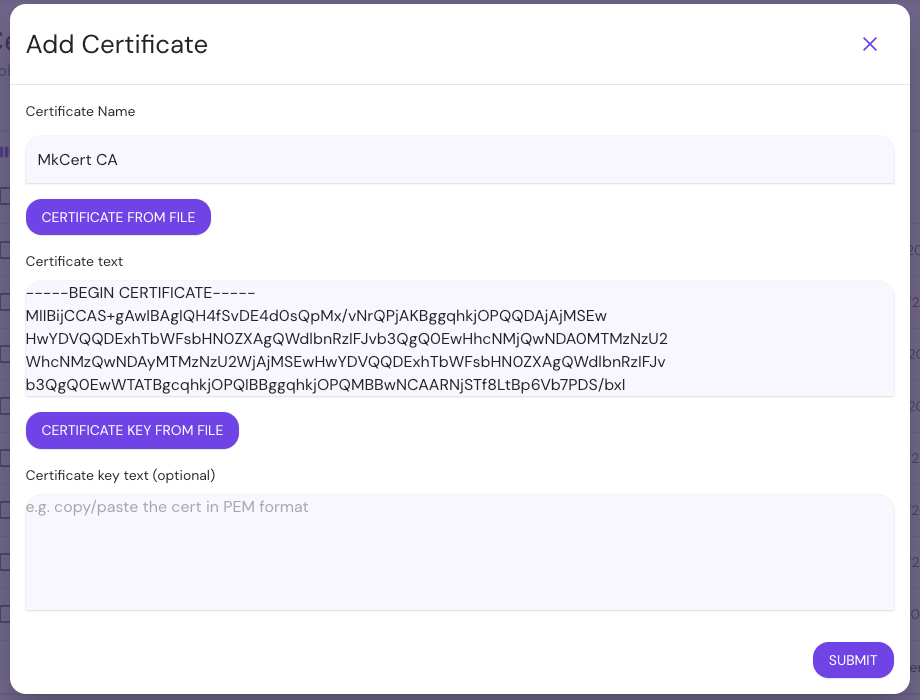 Add Certificate
Certificate Name
MkCert CA
CERTIFICATE FROM FILE
Certificate text
-----BEGIN CERTIFICATE-----
MIIBijCCAS+gAwIBAgIQH4fSvDE4d0sQpMx/vNrQPjAKBggqhkjOPQQDAjAjMSEw
HwYDVQQDExhTbWFsbHN0ZXAgQWdlbnRzIFJvb3QgQ0EwHhcNMjQwNDA0MTMzNzU2
WhcNMzQwNDAyMTMzNzU2WjAjMSEwHwYDVQQDExhTbWFsbHN0ZXAgQWdlbnRzIFJv
b3QgQ0EwWTATBgcqhkjOPQIBBggqhkjOPQMBBwNCAARNjSTf8LtBp6Vb7PDS/bxI
CERTIFICATE KEY FROM FILE
Certificate key text (optional)
e.g. copy/paste the cert in PEM format
SUBMIT